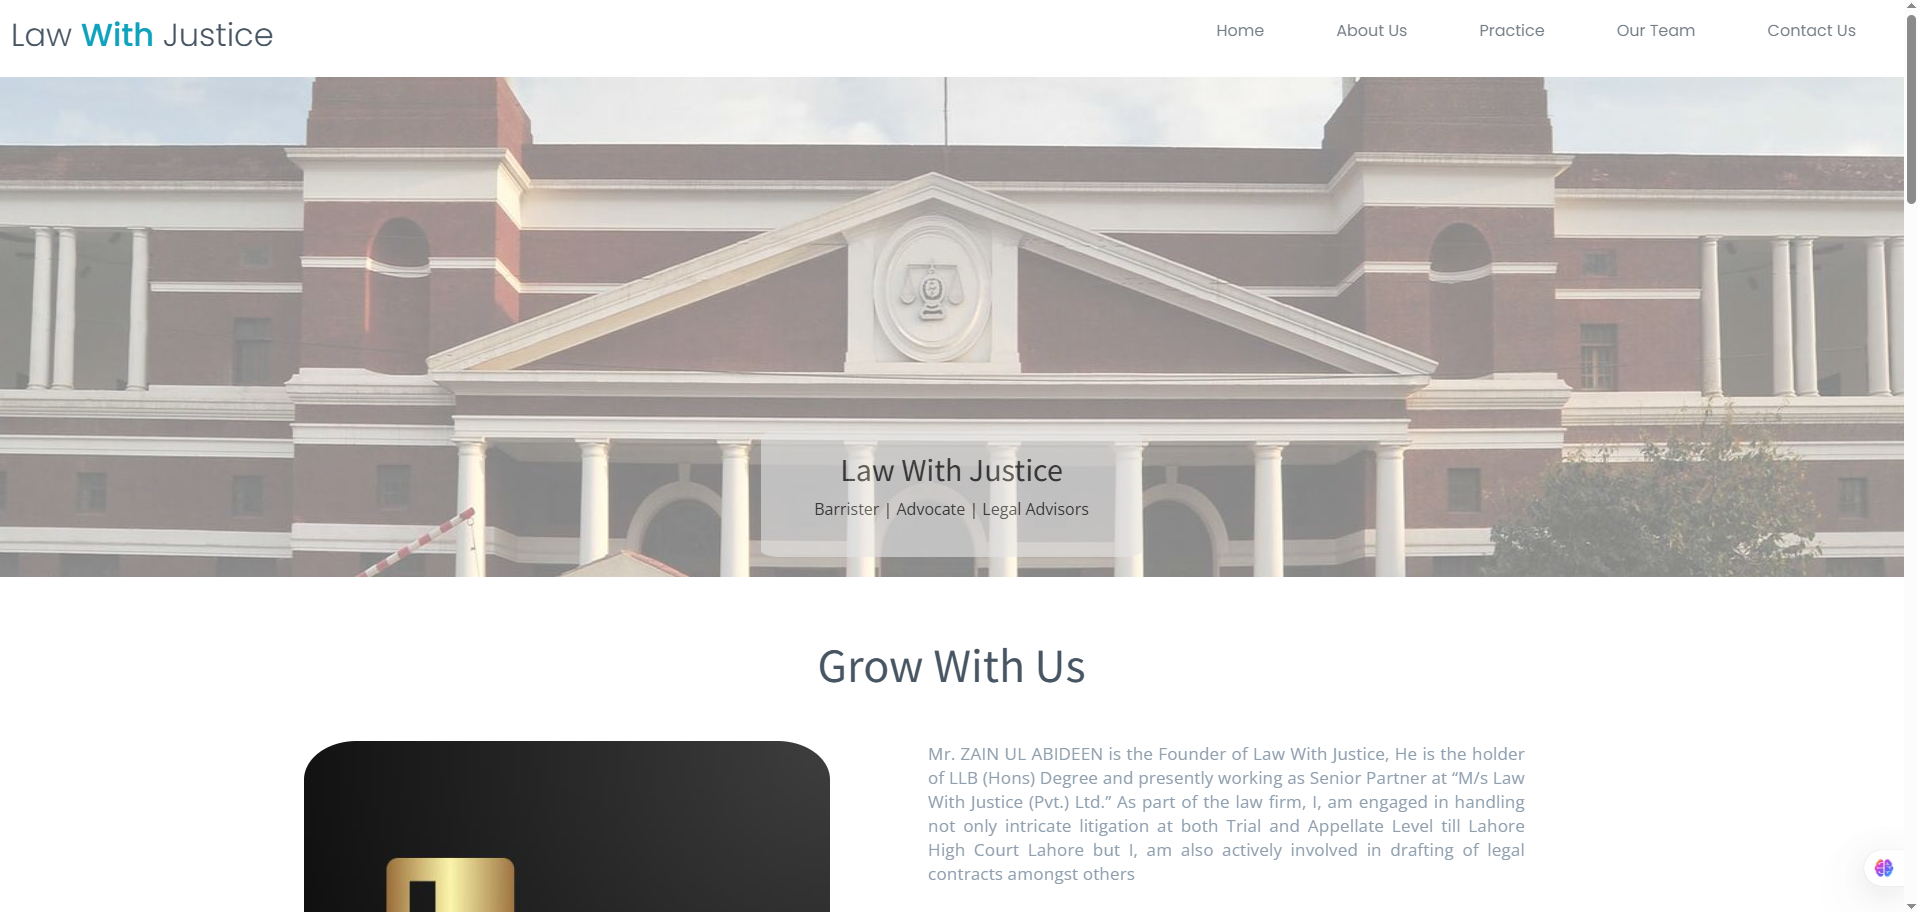 Law With Justice
Home About Us Practice Our Team Contact Us
Law With Justice
Barrister | Advocate | Legal Advisors
Grow With Us
Mr. ZAIN UL ABIDEEN is the Founder of Law With Justice, He is the holder
of LLB (Hons) Degree and presently working as Senior Partner at “M/s Law
With Justice (Pvt.) Ltd.” As part of the law firm, I, am engaged in handling
not only intricate litigation at both Trial and Appellate Level till Lahore
High Court Lahore but I, am also actively involved in drafting of legal
contracts amongst others